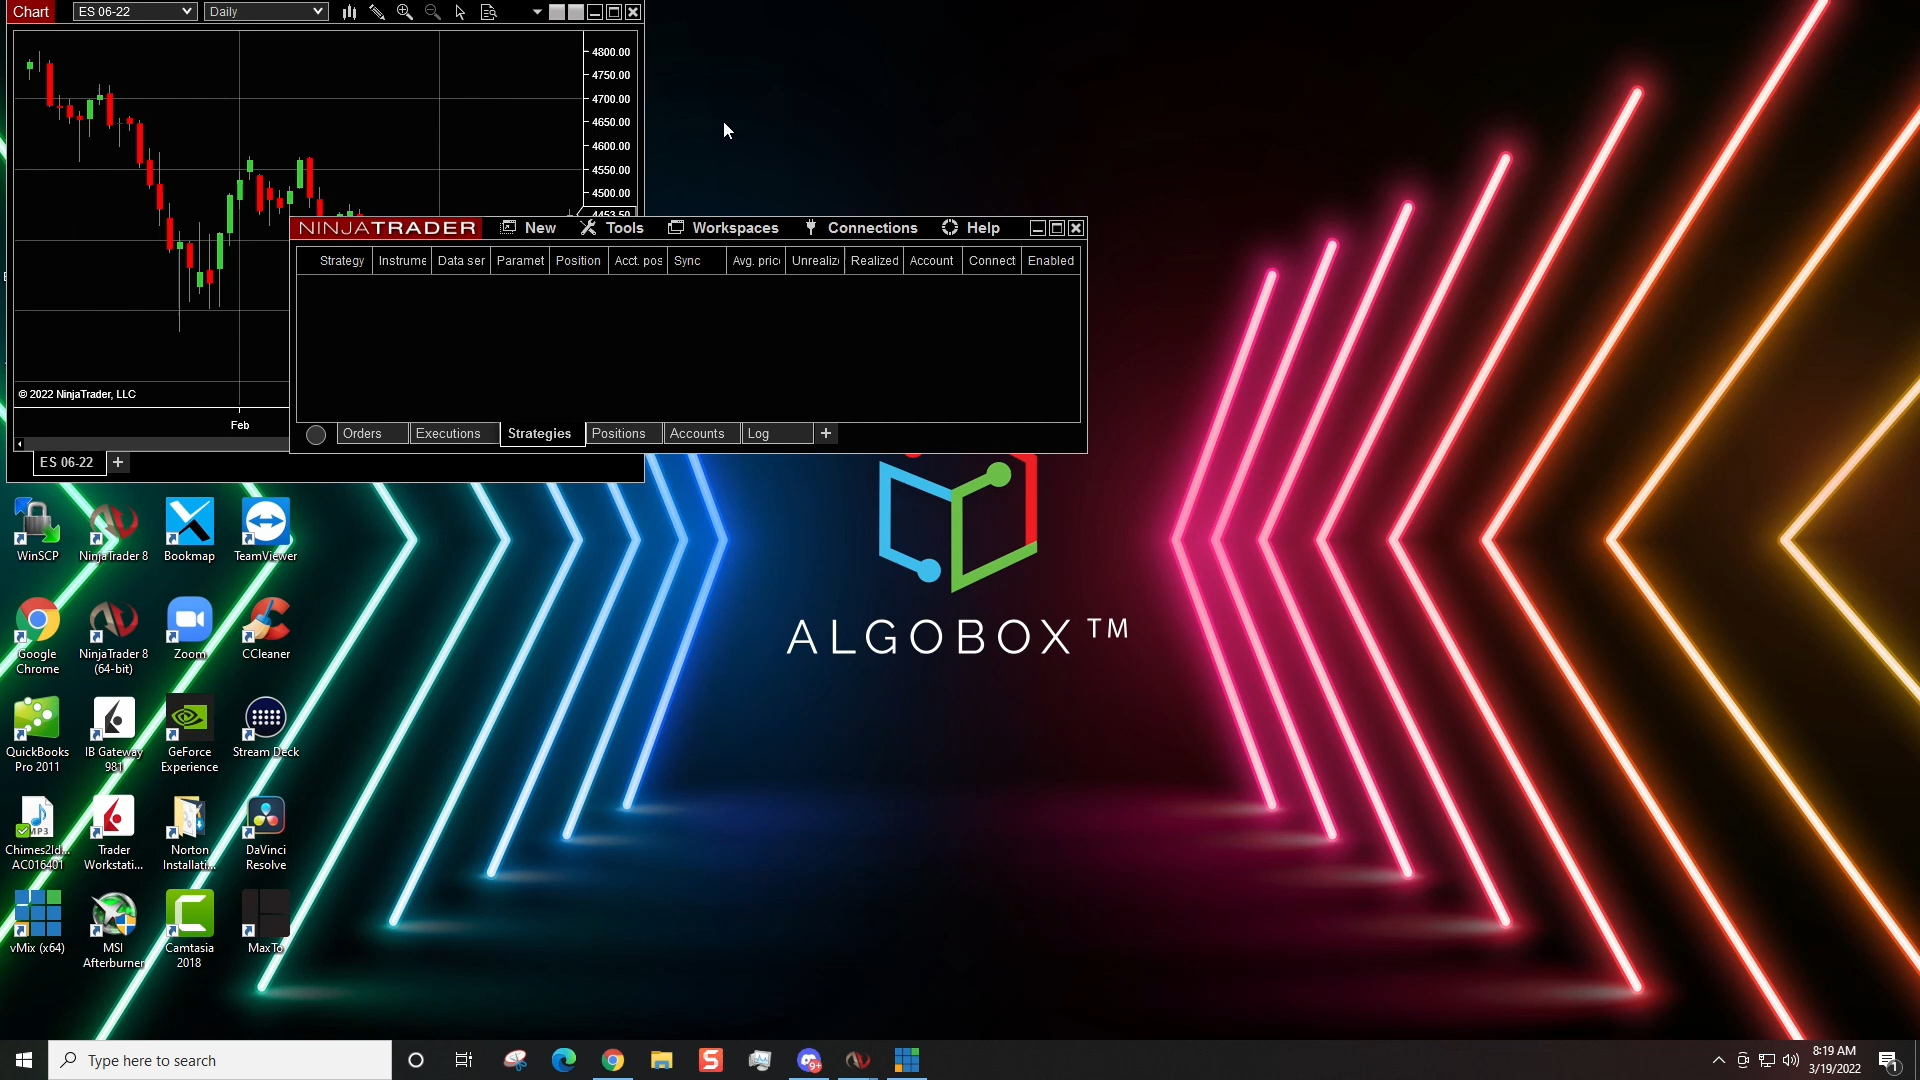 Chart
ES 06-22
Daily
4800.00
4750.00
4700.00
4650.00
4600.00
4550.00
4500.00
4453.50
© 2022 NinjaTrader, LLC
Feb
ES 06-22
+
NINJATRADER
New
Tools
Workspaces
Connections
Help
Strategy Instrume Data ser Paramet Position Acct. pos Sync Avg. pric Unrealiz Realized Account Connect Enabled
Orders Executions Strategies Positions Accounts Log +
ALGOBOX™
WinSCP
NinjaTrader 8
Bookmap
TeamViewer
Google
Chrome
NinjaTrader 8
(64-bit)
Zoom
CCleaner
QuickBooks
Pro 2011
IB Gateway
981
GeForce
Experience
Stream Deck
MP3
Chimes2Id...
AC016401
Trader
Workstati...
Norton
Installati...
DaVinci
Resolve
vMix (x64)
MSI
Afterburner
Camtasia
2018
MaxTo
Type here to search
9+
8:19 AM
3/19/2022
1